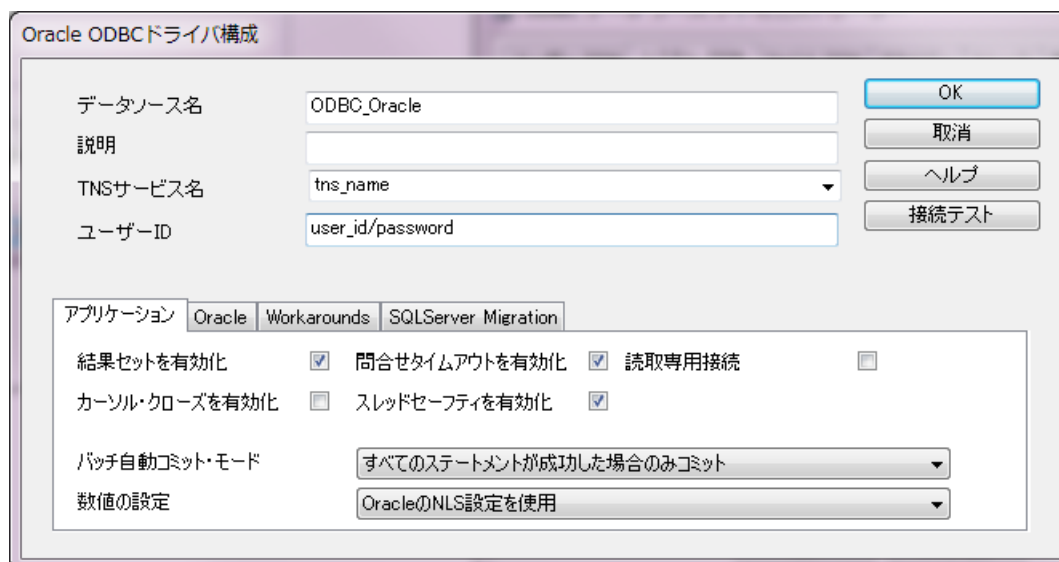 Oracle ODBCドライバ構成
データソース名 ODBC_Oracle OK
説明 取消
TNSサービス名 tns_name ヘルプ
ユーザーID user_id/password 接続テスト
アプリケーション Oracle Workarounds SQLServer Migration
結果セットを有効化 問合せタイムアウトを有効化 読取専用接続
カーソル・クローズを有効化 スレッドセーフティを有効化
バッチ自動コミット・モード すべてのステートメントが成功した場合のみコミット
数値の設定 OracleのNLS設定を使用